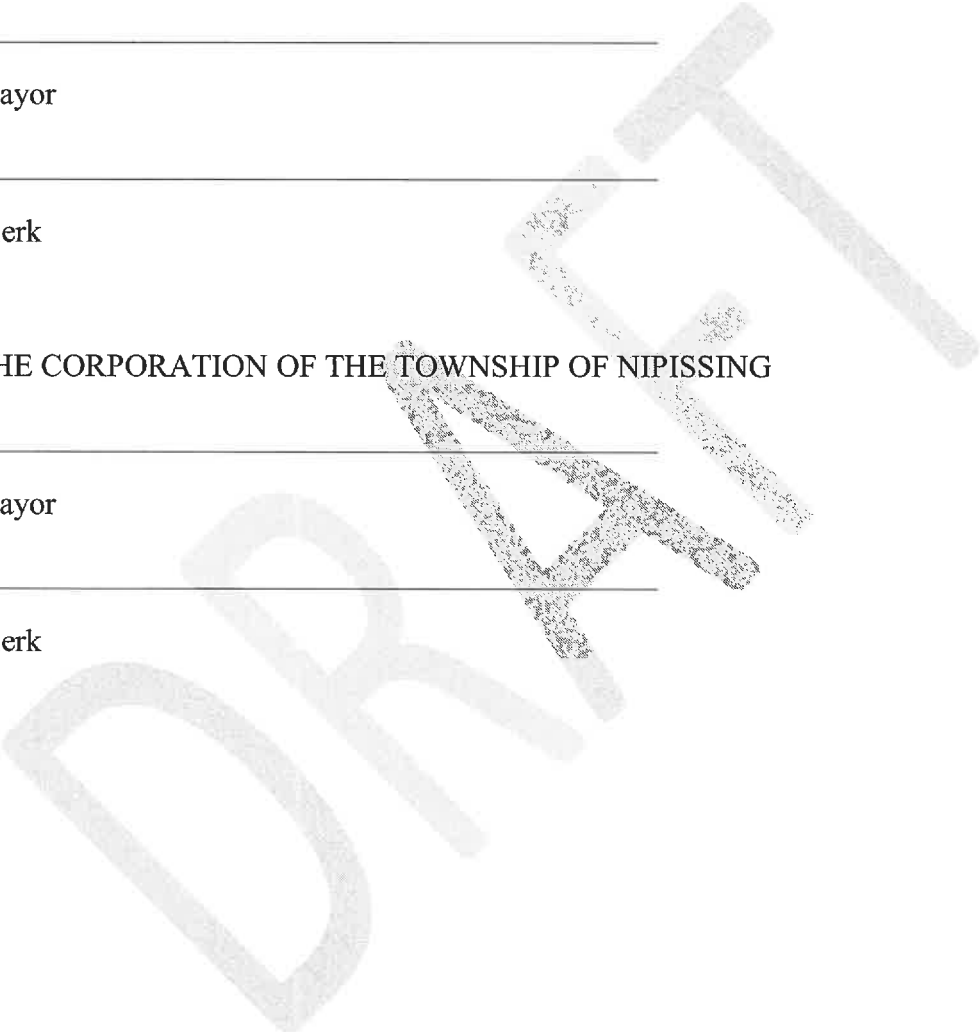 ayor
erk
HE CORPORATION OF THE TOWNSHIP OF NIPISSING
ayor
erk
DRAFT